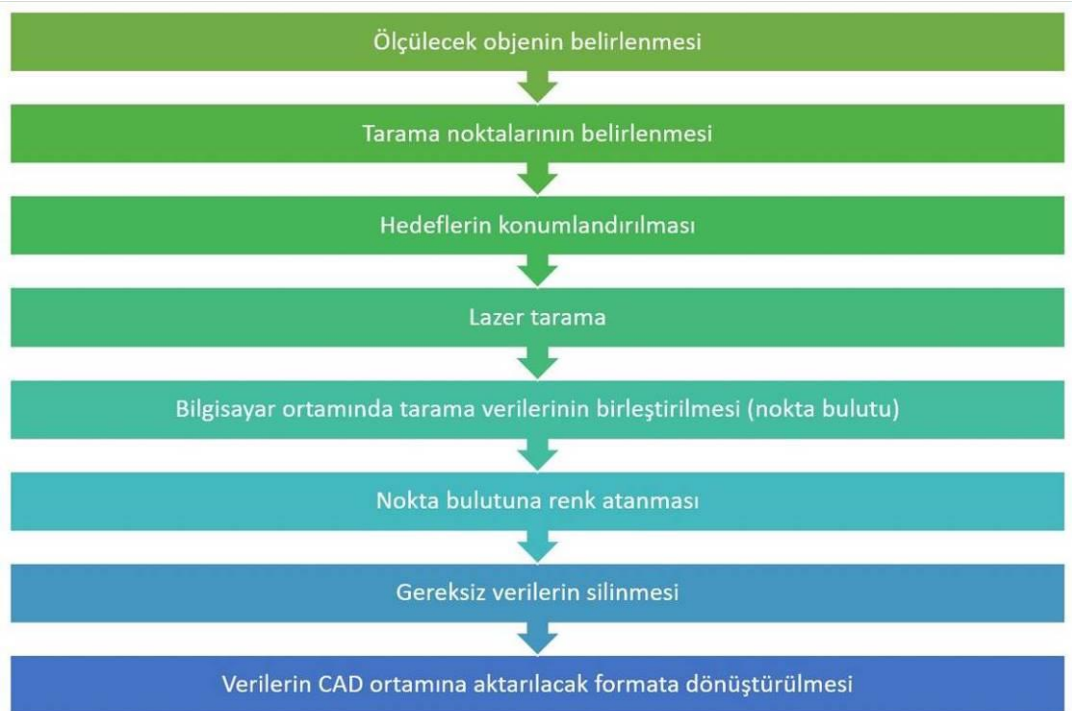 Ölçülecek objenin belirlenmesi
Tarama noktalarının belirlenmesi
Hedeflerin konumlandırılması
Lazer tarama
Bilgisayar ortamında tarama verilerinin birleştirilmesi (nokta bulutu)
Nokta bulutuna renk atanması
Gereksiz verilerin silinmesi
Verilerin CAD ortamına aktarılacak formata dönüştürülmesi